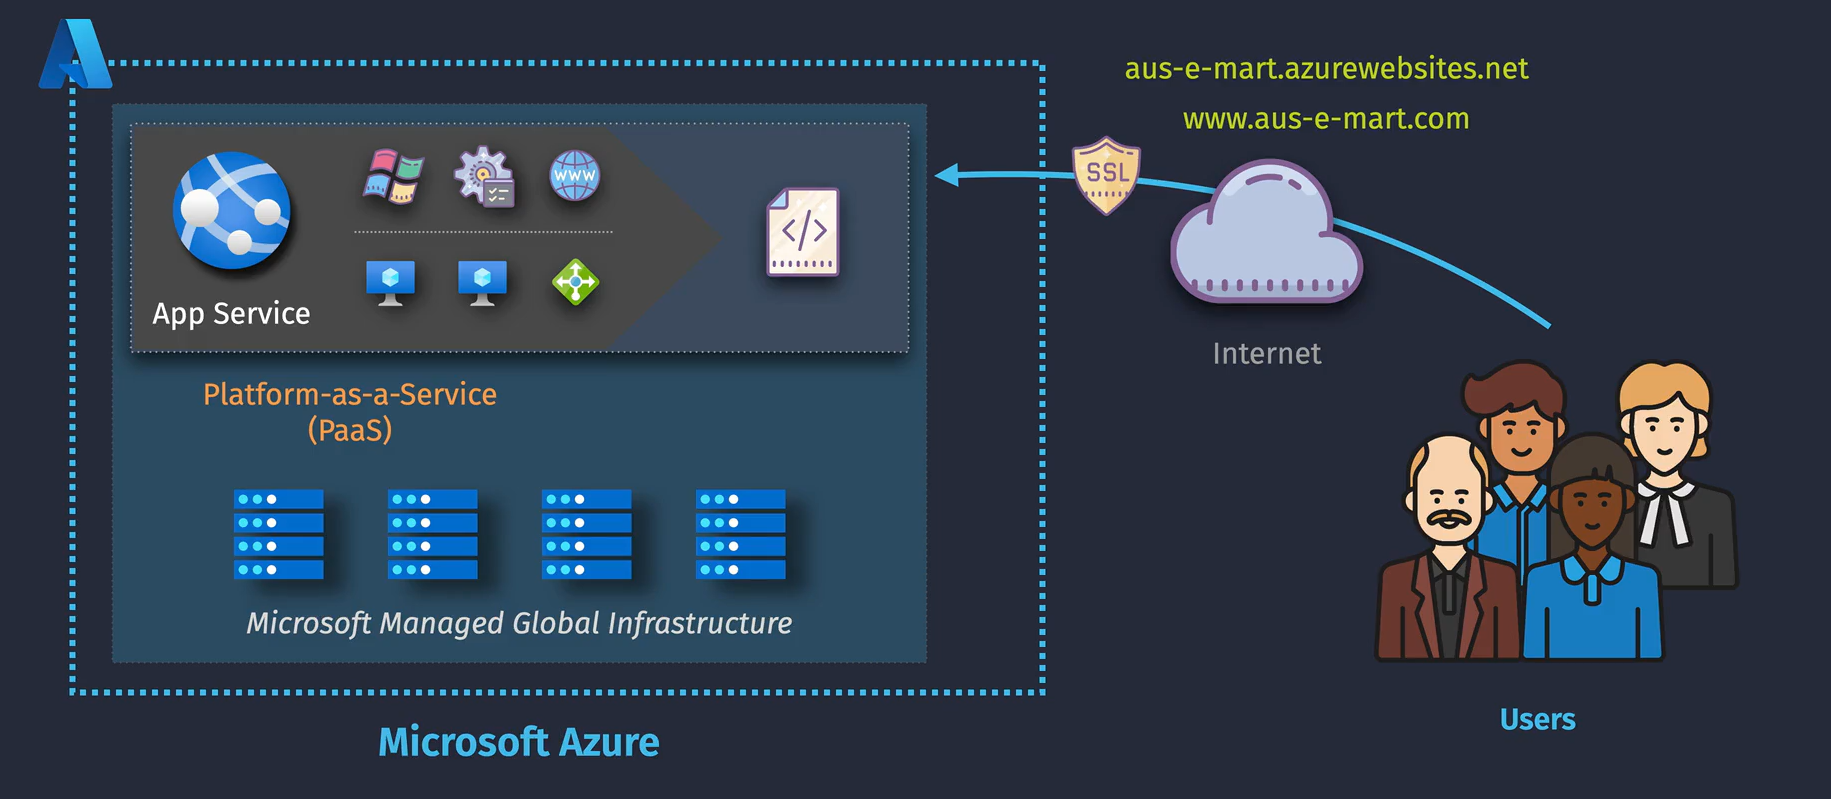 aus-e-mart.azurewebsites.net
www.aus-e-mart.com
WWW
SSL
App Service
Internet
Platform-as-a-Service
(PaaS)
Microsoft Managed Global Infrastructure
Users
Microsoft Azure